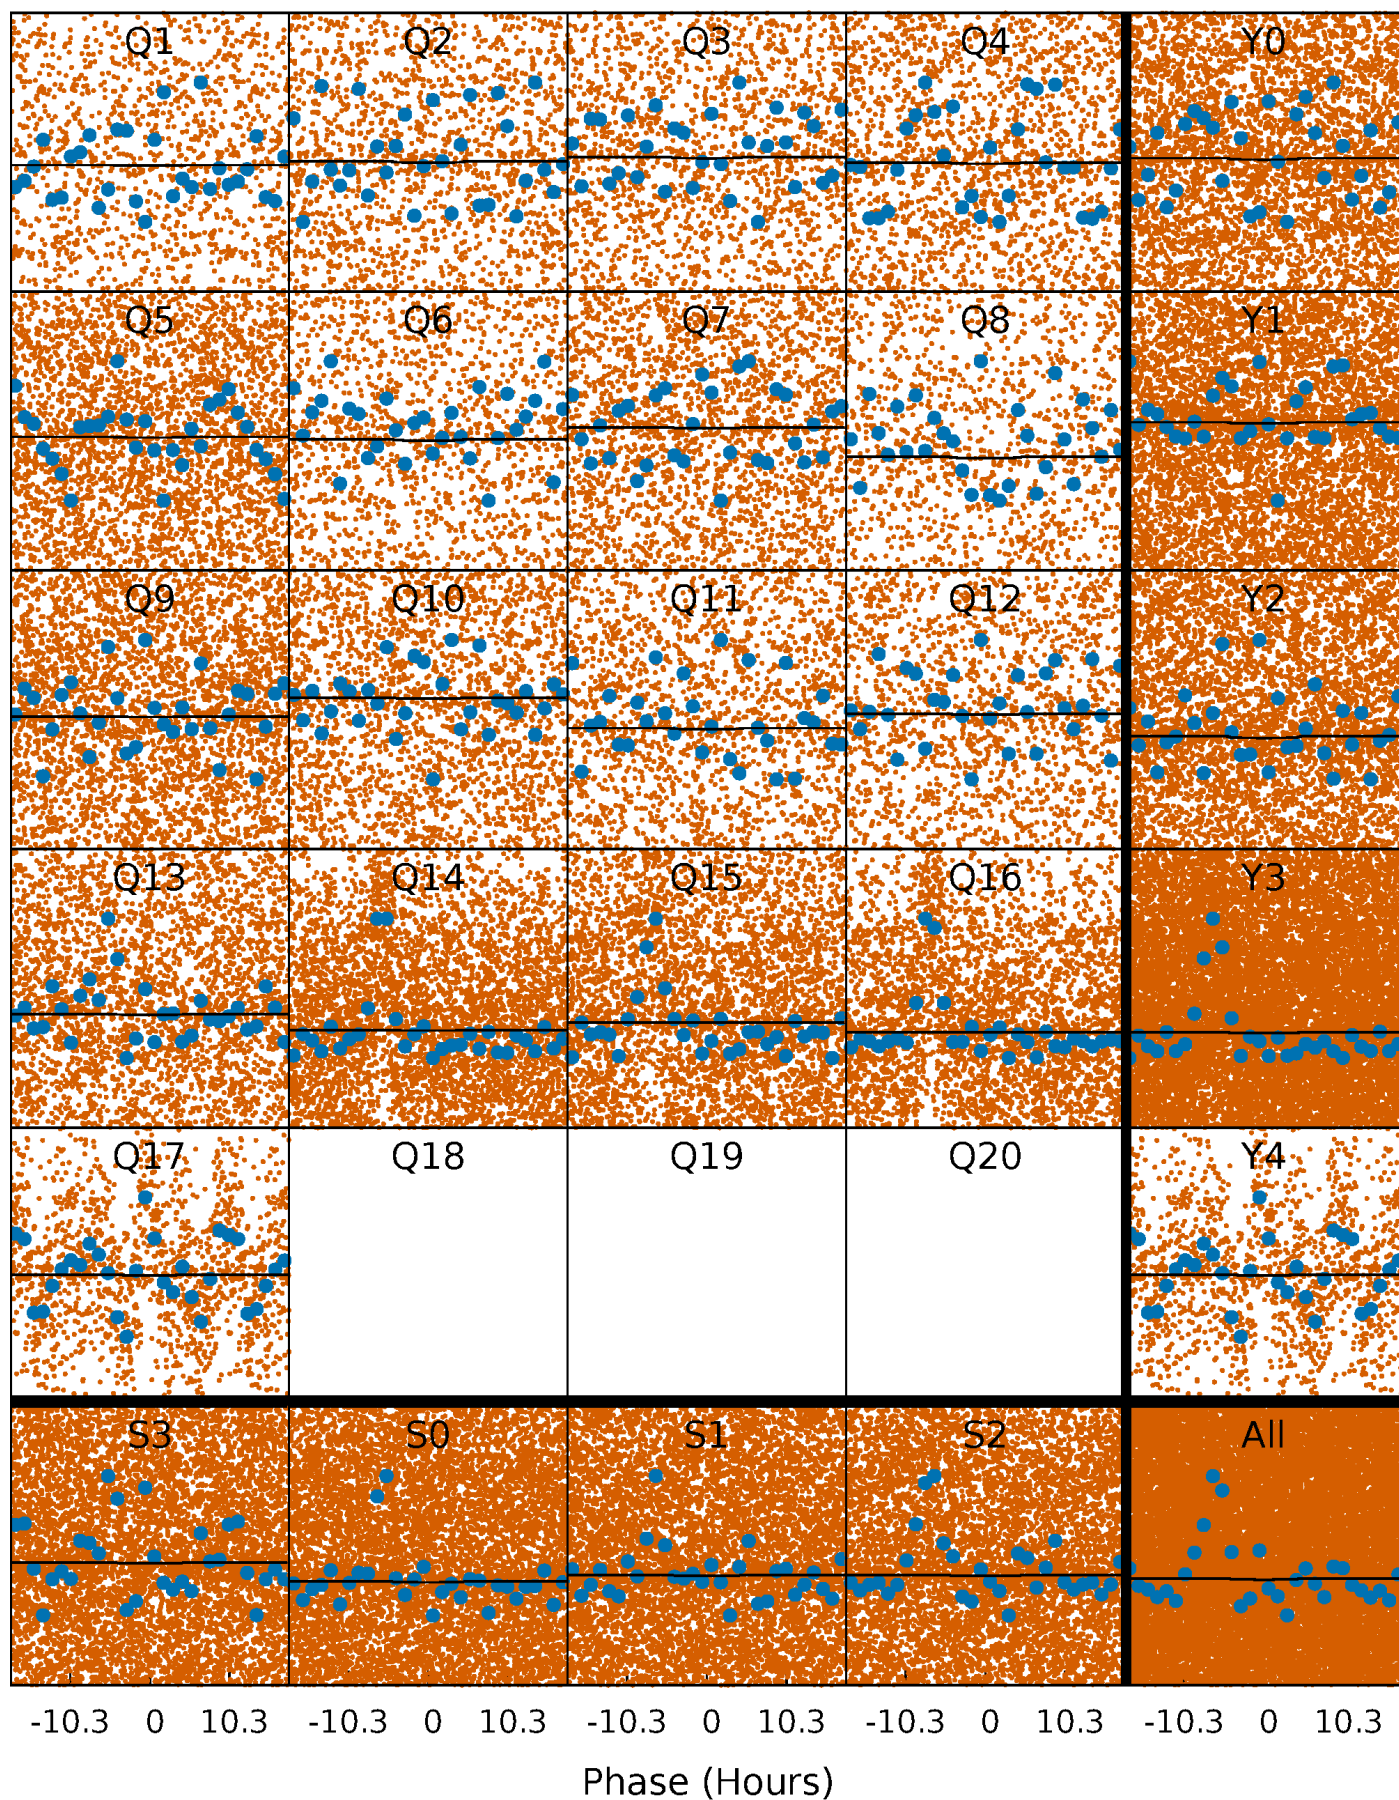 Q1 Q2 Q3 Q4 Y0
Q5 Q6 Q7 Q8 Y1
Q9 Q10 Q11 Q12 Y2
Q13 Q14 Q15 Q16 Y3
Q17 Q18 Q19 Q20 Y4
S3 S0 S1 S2 All
-10.3 0 10.3 -10.3 0 10.3 -10.3 0 10.3 -10.3 0 10.3 -10.3 0 10.3
Phase (Hours)